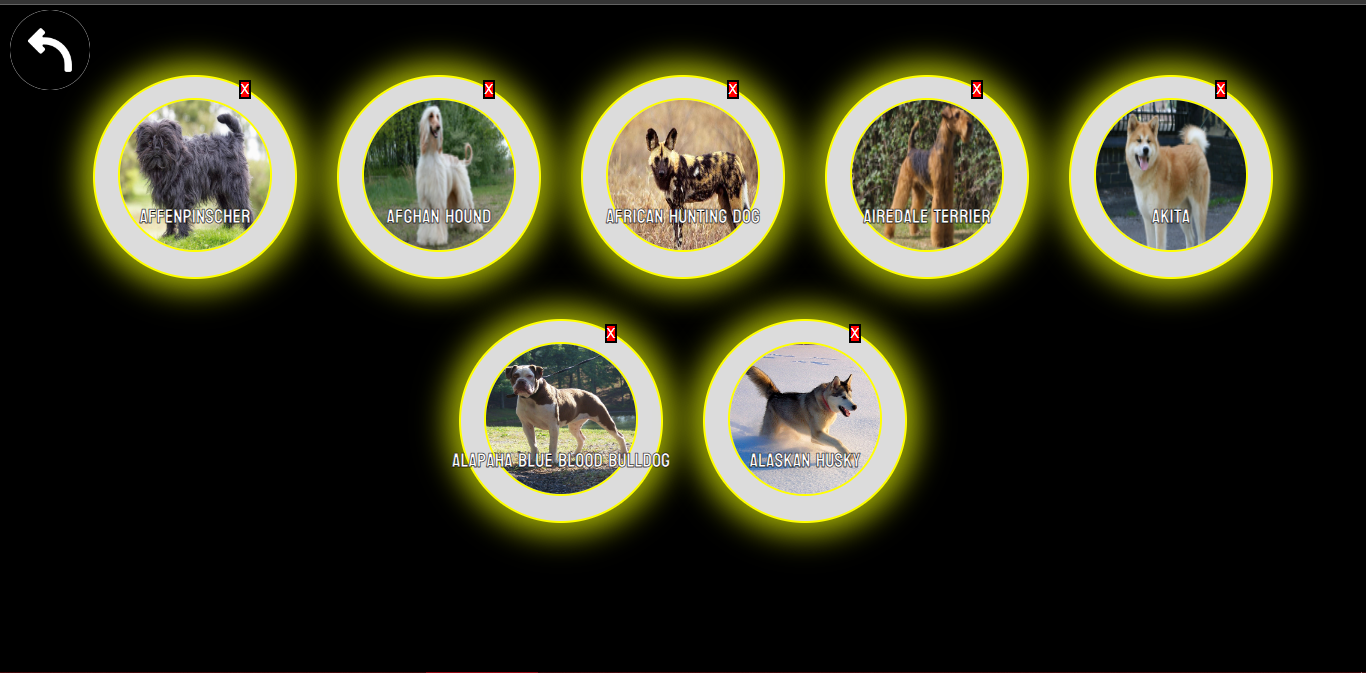 X
X
X
X
X
AFFENPINSCHER
AFGHAN HOUND
AFRICAN HUNTING DOG
AIREDALE TERRIER
AKITA
X
X
ALAPAHA BLUE BLOOD BULLDOG
ALASKAN HUSKY